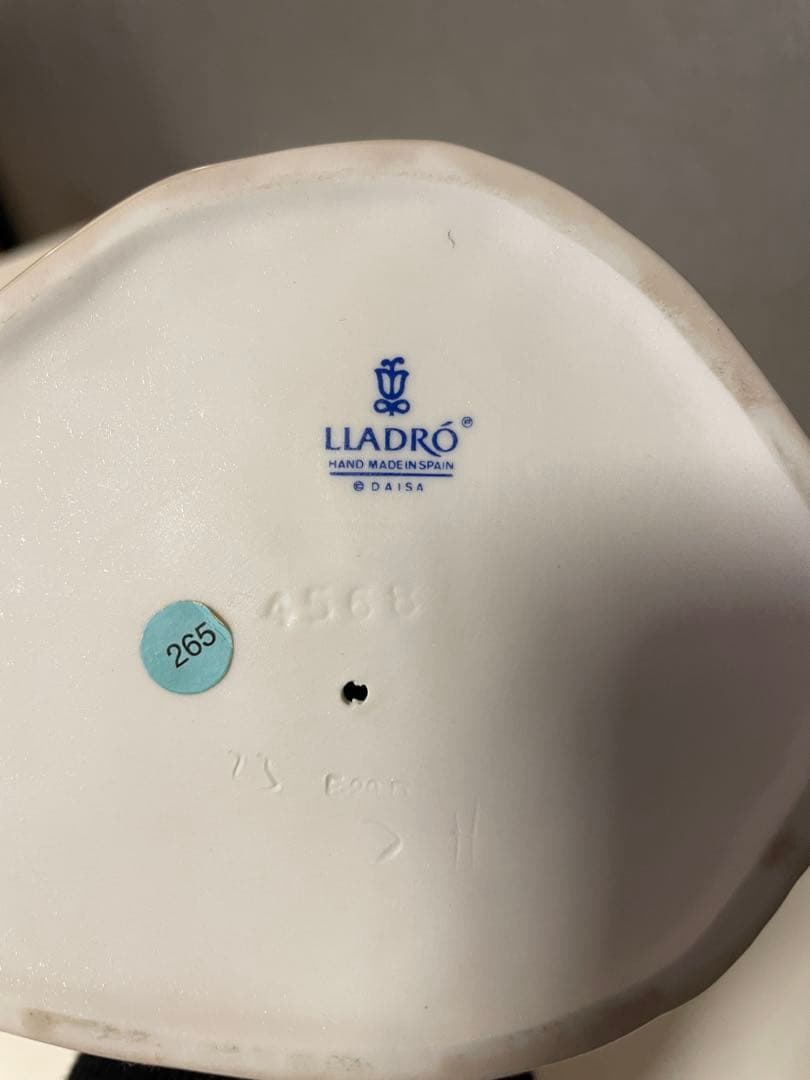 LLADRÓ®
HAND MADE IN SPAIN
© DAISA
4568
265